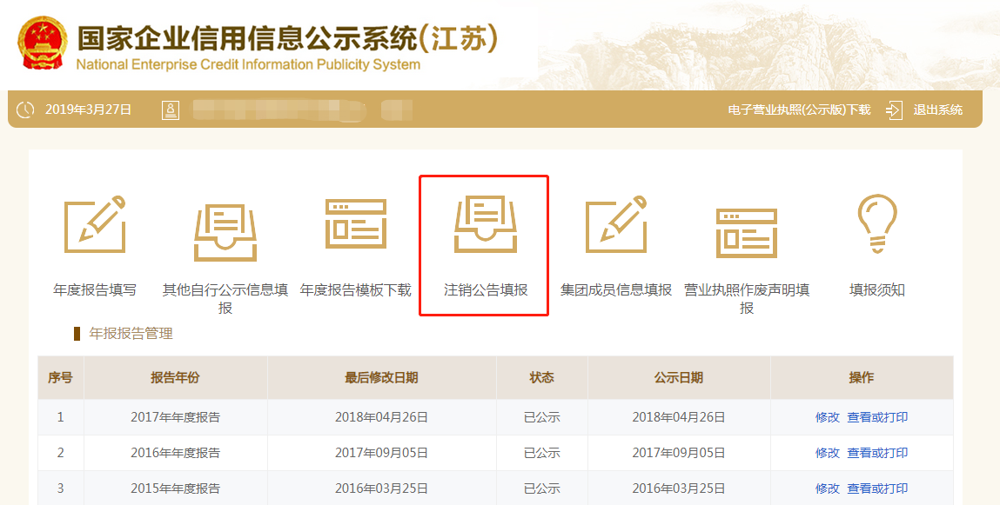 国家企业信用信息公示系统(江苏)
National Enterprise Credit Information Publicity System
2019年3月27日 电子营业执照(公示版)下载 退出系统
年度报告填写 其他自行公示信息填报 年度报告模板下载 注销公告填报 集团成员信息填报 营业执照作废声明填报 填报须知
年报报告管理
序号 报告年份 最后修改日期 状态 公示日期 操作
1 2017年年度报告 2018年04月26日 已公示 2018年04月26日 修改 查看或打印
2 2016年年度报告 2017年09月05日 已公示 2017年09月05日 修改 查看或打印
3 2015年年度报告 2016年03月25日 已公示 2016年03月25日 修改 查看或打印